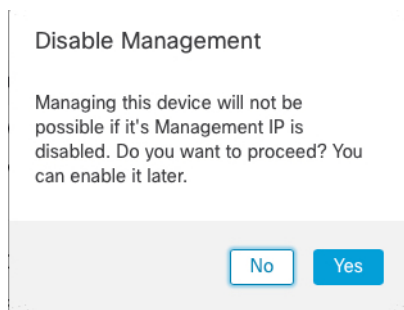 Disable Management
Managing this device will not be
possible if it's Management IP is
disabled. Do you want to proceed? You
can enable it later.
No
Yes